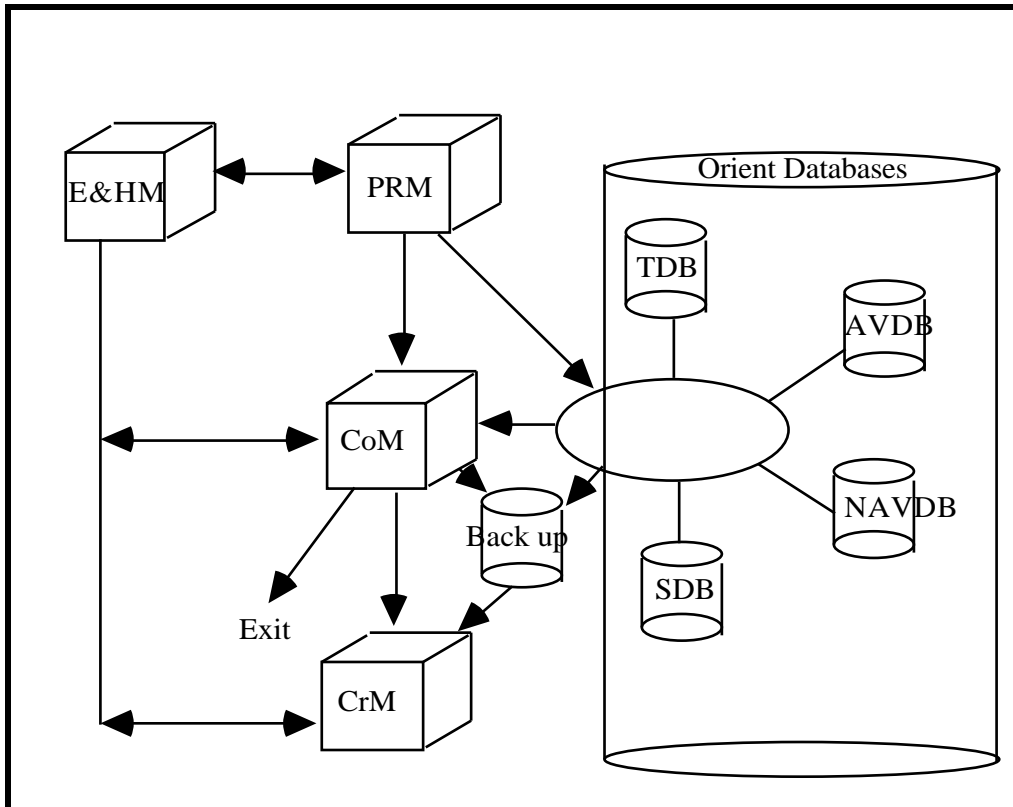 Orient Databases
E&HM
PRM
TDB
AVDB
CoM
NAVDB
Back up
SDB
Exit
CrM